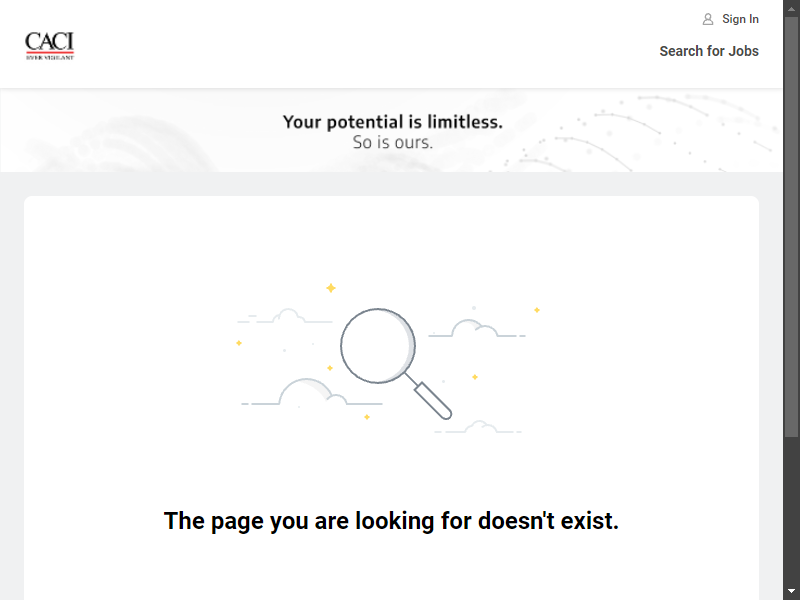 CACI
EVER VIGILANT
Sign In
Search for Jobs
Your potential is limitless.
So is ours.
The page you are looking for doesn't exist.